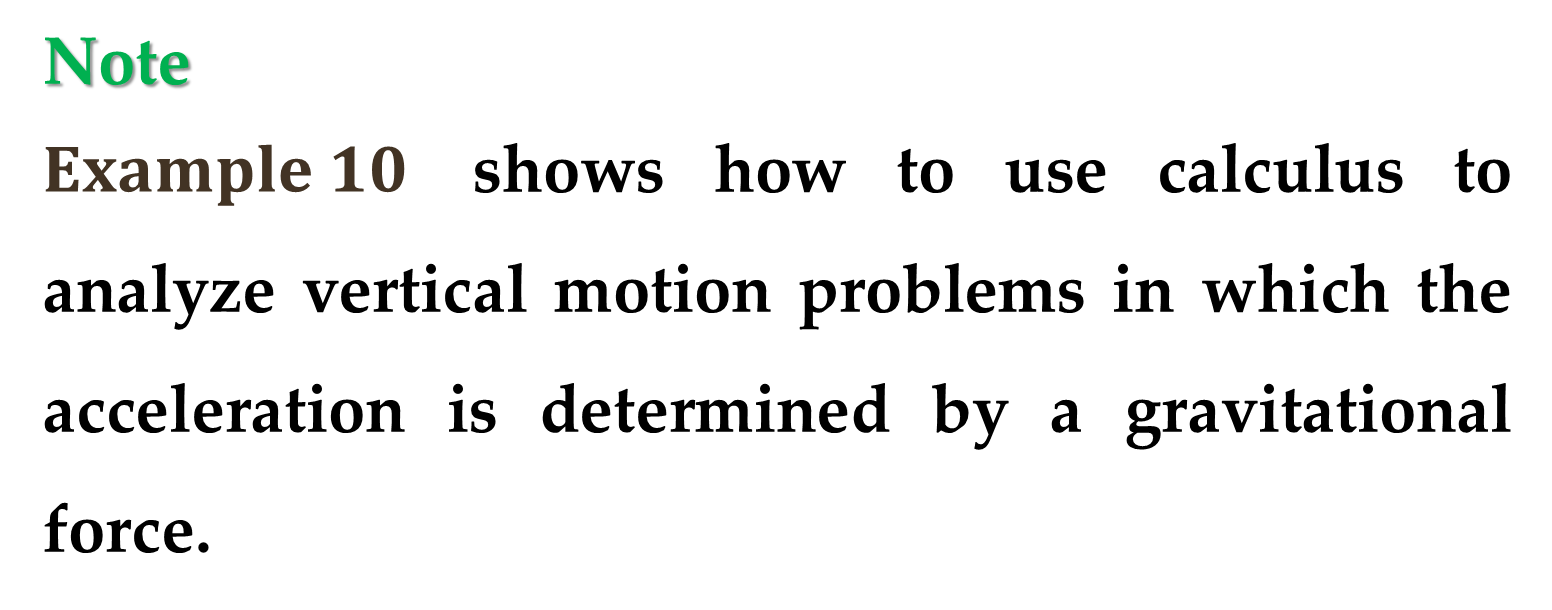 Note
Example 10 shows how to use calculus to
analyze vertical motion problems in which the
acceleration is determined by a gravitational
force.